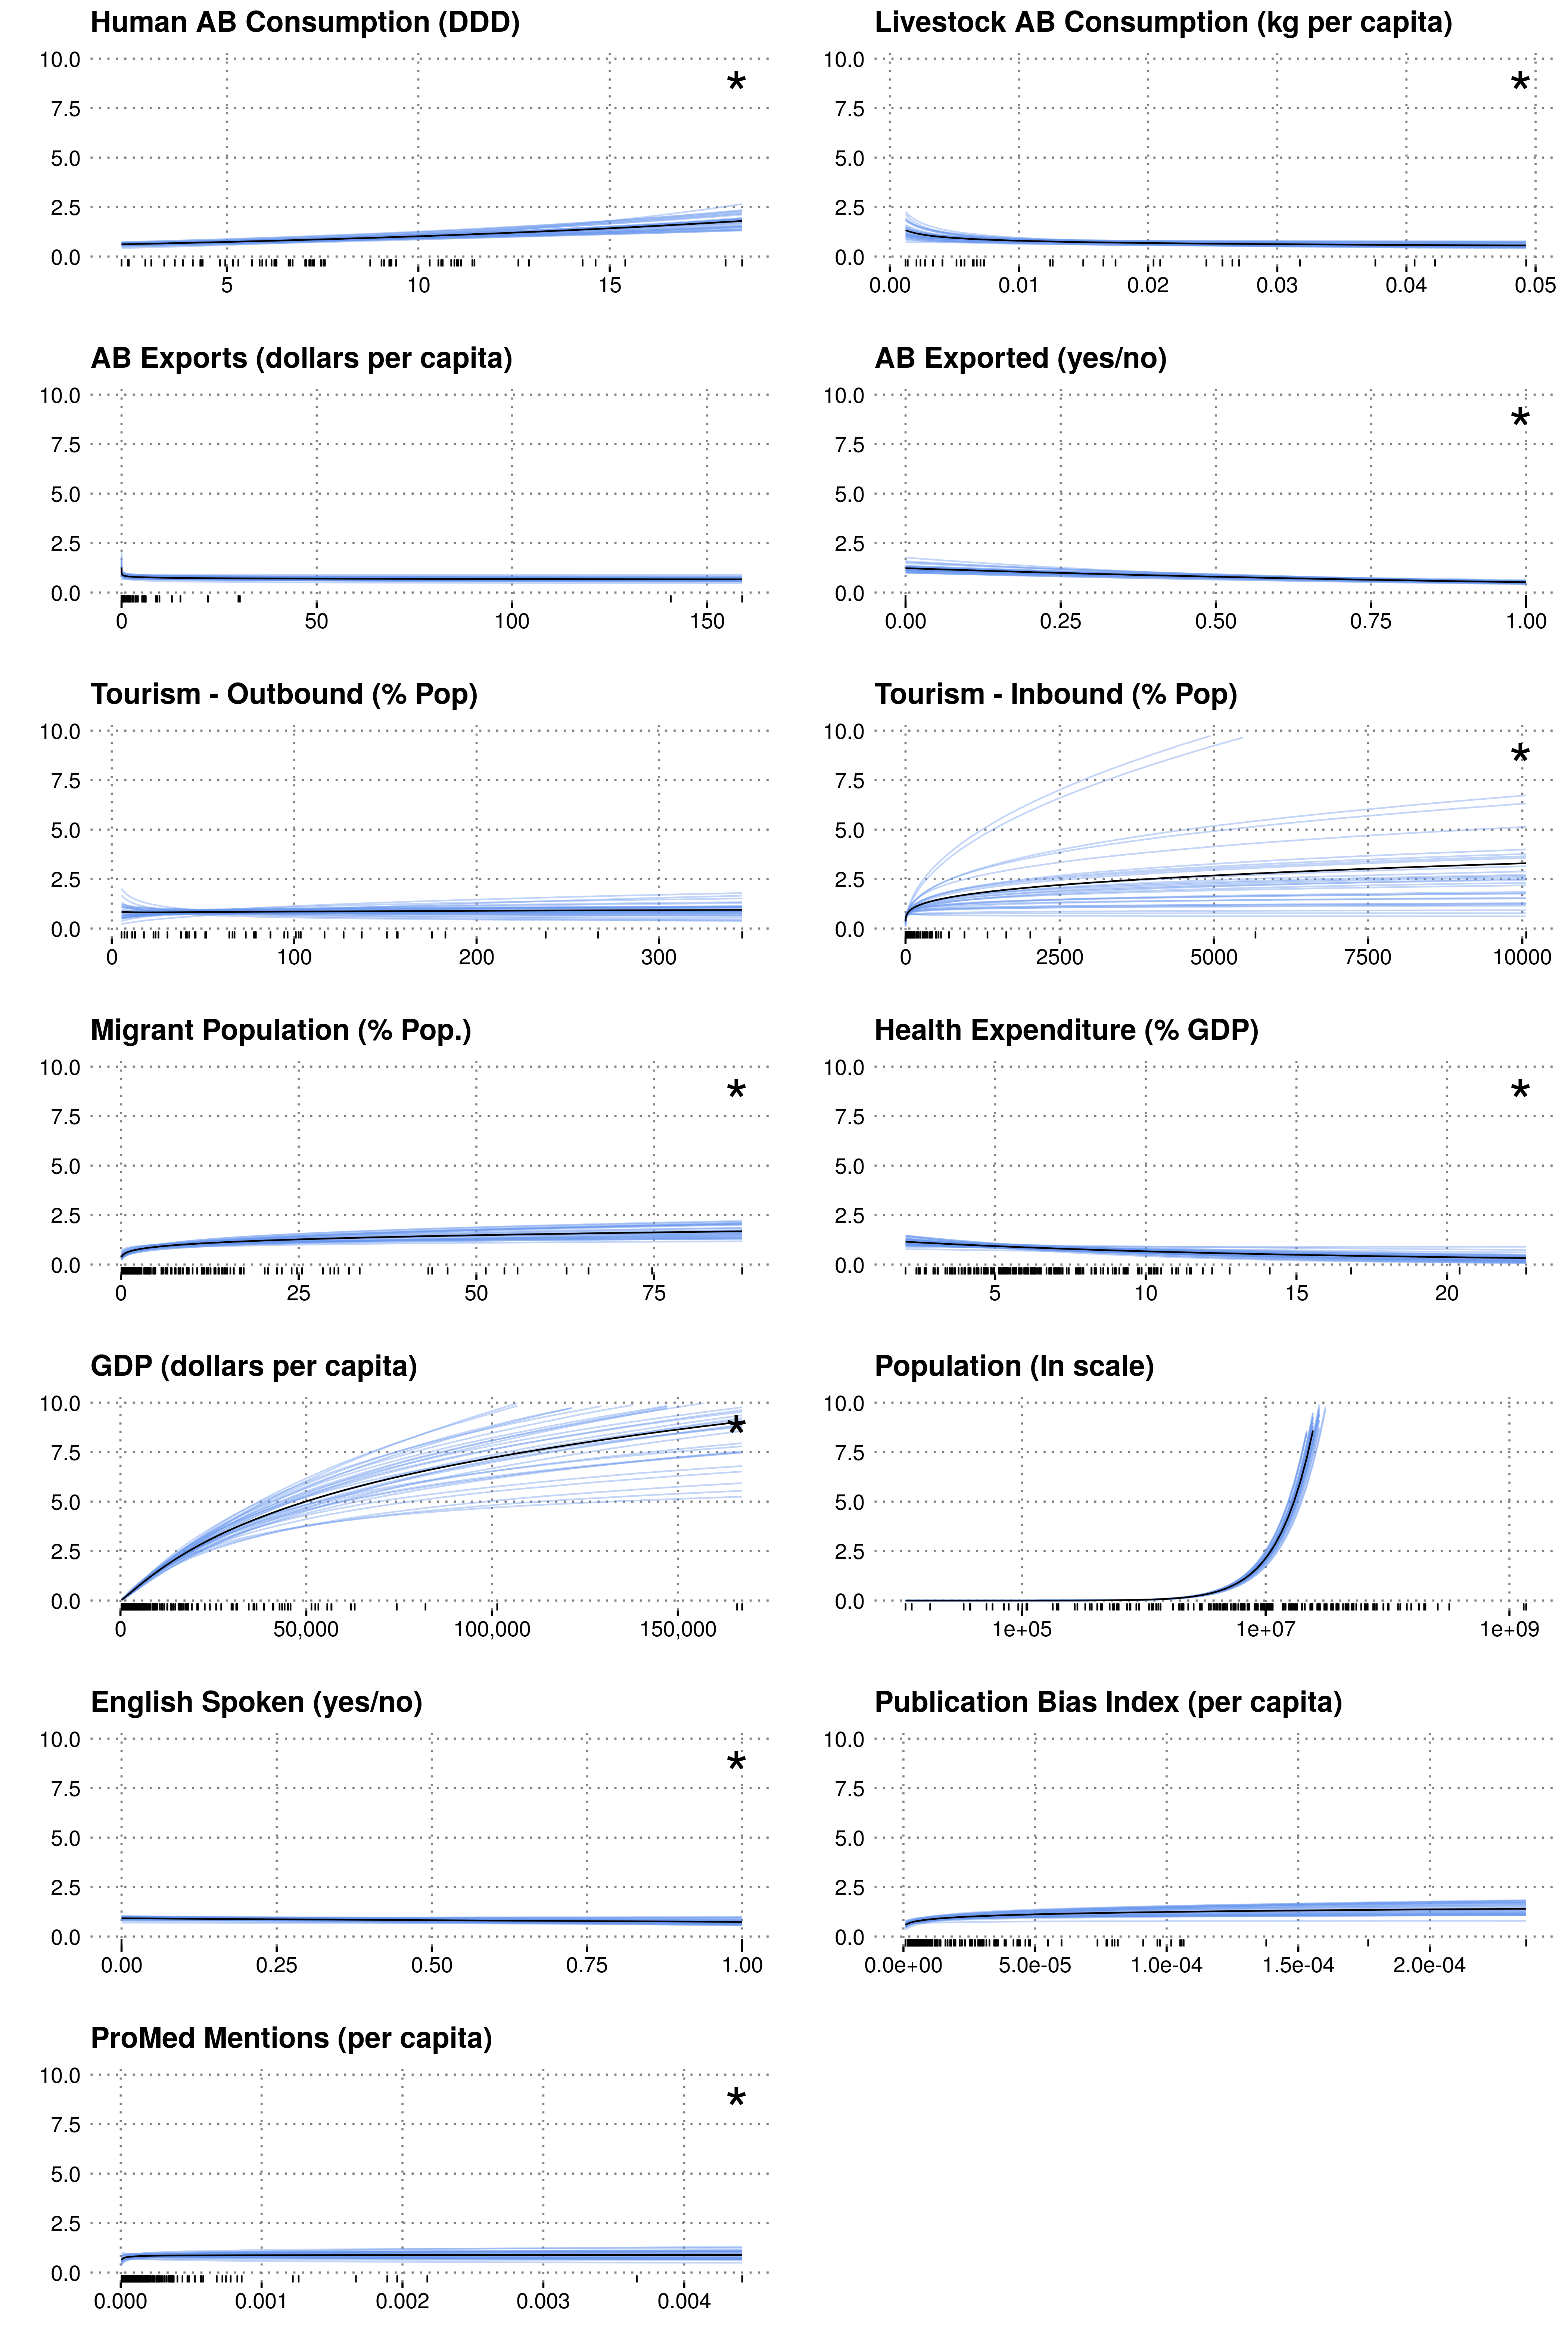 Human AB Consumption (DDD)
10.0
7.5
5.0
2.5
0.0
*
5 10 15
Livestock AB Consumption (kg per capita)
10.0
7.5
5.0
2.5
0.0
*
0.00 0.01 0.02 0.03 0.04 0.05
AB Exports (dollars per capita)
10.0
7.5
5.0
2.5
0.0
0 50 100 150
AB Exported (yes/no)
10.0
7.5
5.0
2.5
0.0
*
0.00 0.25 0.50 0.75 1.00
Tourism - Outbound (% Pop)
10.0
7.5
5.0
2.5
0.0
0 100 200 300
Tourism - Inbound (% Pop)
10.0
7.5
5.0
2.5
0.0
*
0 2500 5000 7500 10000
Migrant Population (% Pop.)
10.0
7.5
5.0
2.5
0.0
*
0 25 50 75
Health Expenditure (% GDP)
10.0
7.5
5.0
2.5
0.0
*
5 10 15 20
GDP (dollars per capita)
10.0
7.5
5.0
2.5
0.0
*
0 50,000 100,000 150,000
Population (ln scale)
10.0
7.5
5.0
2.5
0.0
1e+05 1e+07 1e+09
English Spoken (yes/no)
10.0
7.5
5.0
2.5
0.0
*
0.00 0.25 0.50 0.75 1.00
Publication Bias Index (per capita)
10.0
7.5
5.0
2.5
0.0
0.0e+00 5.0e-05 1.0e-04 1.5e-04 2.0e-04
ProMed Mentions (per capita)
10.0
7.5
5.0
2.5
0.0
*
0.000 0.001 0.002 0.003 0.004